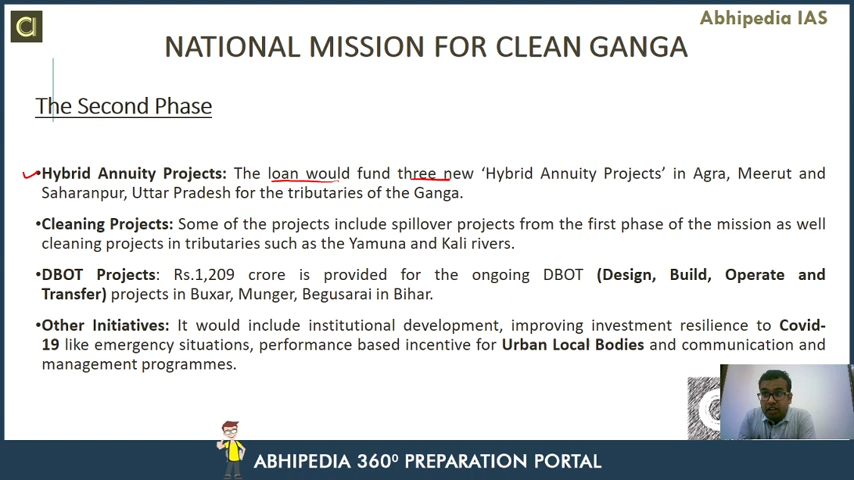 Abhipedia IAS
NATIONAL MISSION FOR CLEAN GANGA
The Second Phase
•Hybrid Annuity Projects: The loan would fund three new ‘Hybrid Annuity Projects’ in Agra, Meerut and
Saharanpur, Uttar Pradesh for the tributaries of the Ganga.
•Cleaning Projects: Some of the projects include spillover projects from the first phase of the mission as well
cleaning projects in tributaries such as the Yamuna and Kali rivers.
•DBOT Projects: Rs.1,209 crore is provided for the ongoing DBOT (Design, Build, Operate and
Transfer) projects in Buxar, Munger, Begusarai in Bihar.
•Other Initiatives: It would include institutional development, improving investment resilience to Covid-
19 like emergency situations, performance based incentive for Urban Local Bodies and communication and
management programmes.
ABHIPEDIA 360⁰ PREPARATION PORTAL